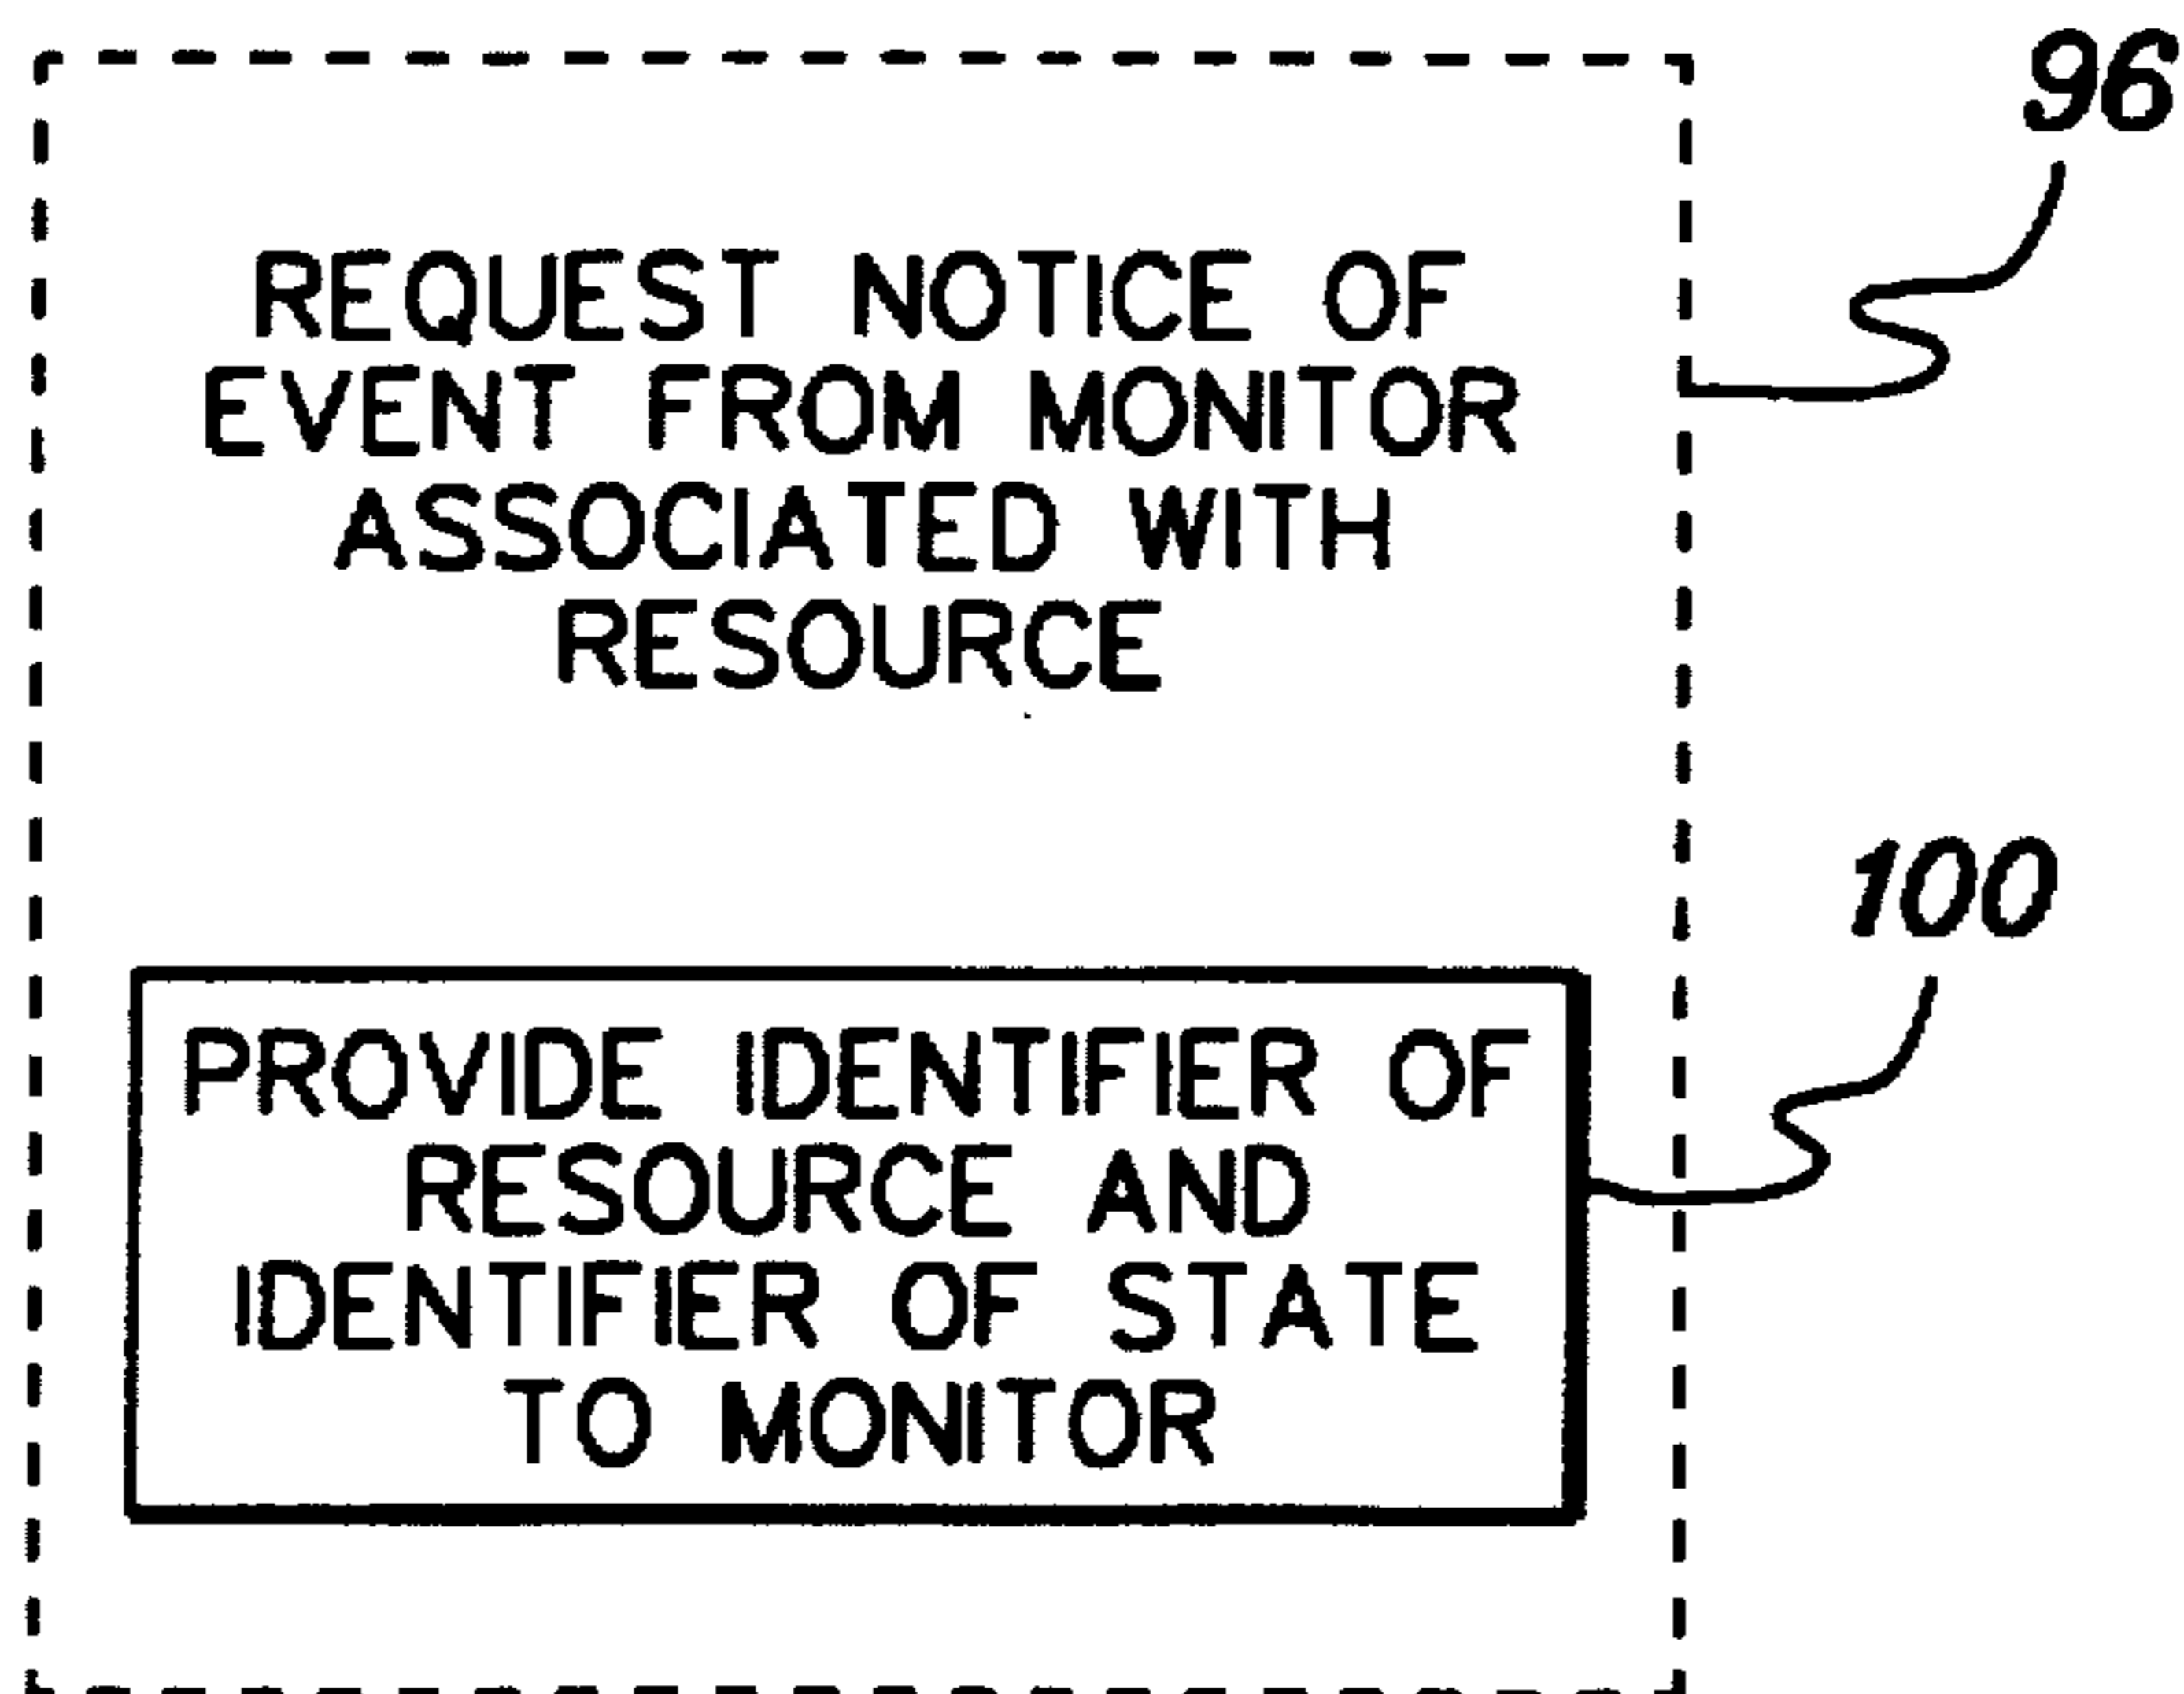 96
REQUEST NOTICE OF
EVENT FROM MONITOR
ASSOCIATED WITH
RESOURCE
100
PROVIDE IDENTIFIER OF
RESOURCE AND
IDENTIFIER OF STATE
TO MONITOR